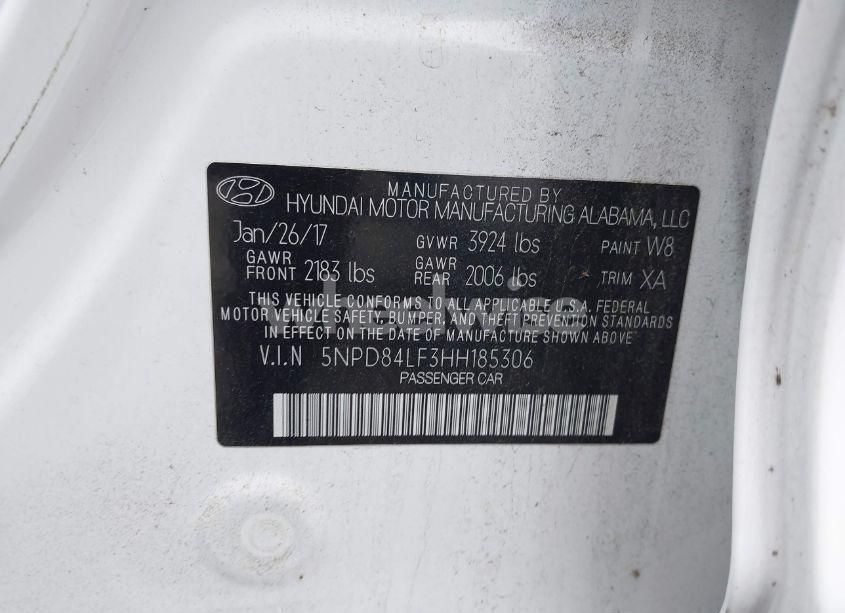 MANUFACTURED BY
HYUNDAI MOTOR MANUFACTURING ALABAMA, LLC
Jan/26/17 GVWR 3924 lbs PAINT W8
GAWR FRONT 2183 lbs GAWR REAR 2006 lbs TRIM XA
THIS VEHICLE CONFORMS TO ALL APPLICABLE U.S.A. FEDERAL
MOTOR VEHICLE SAFETY, BUMPER, AND THEFT PREVENTION STANDARDS
IN EFFECT ON THE DATE OF MANUFACTURE SHOWN ABOVE
V.I.N 5NPD84LF3HH185306
PASSENGER CAR